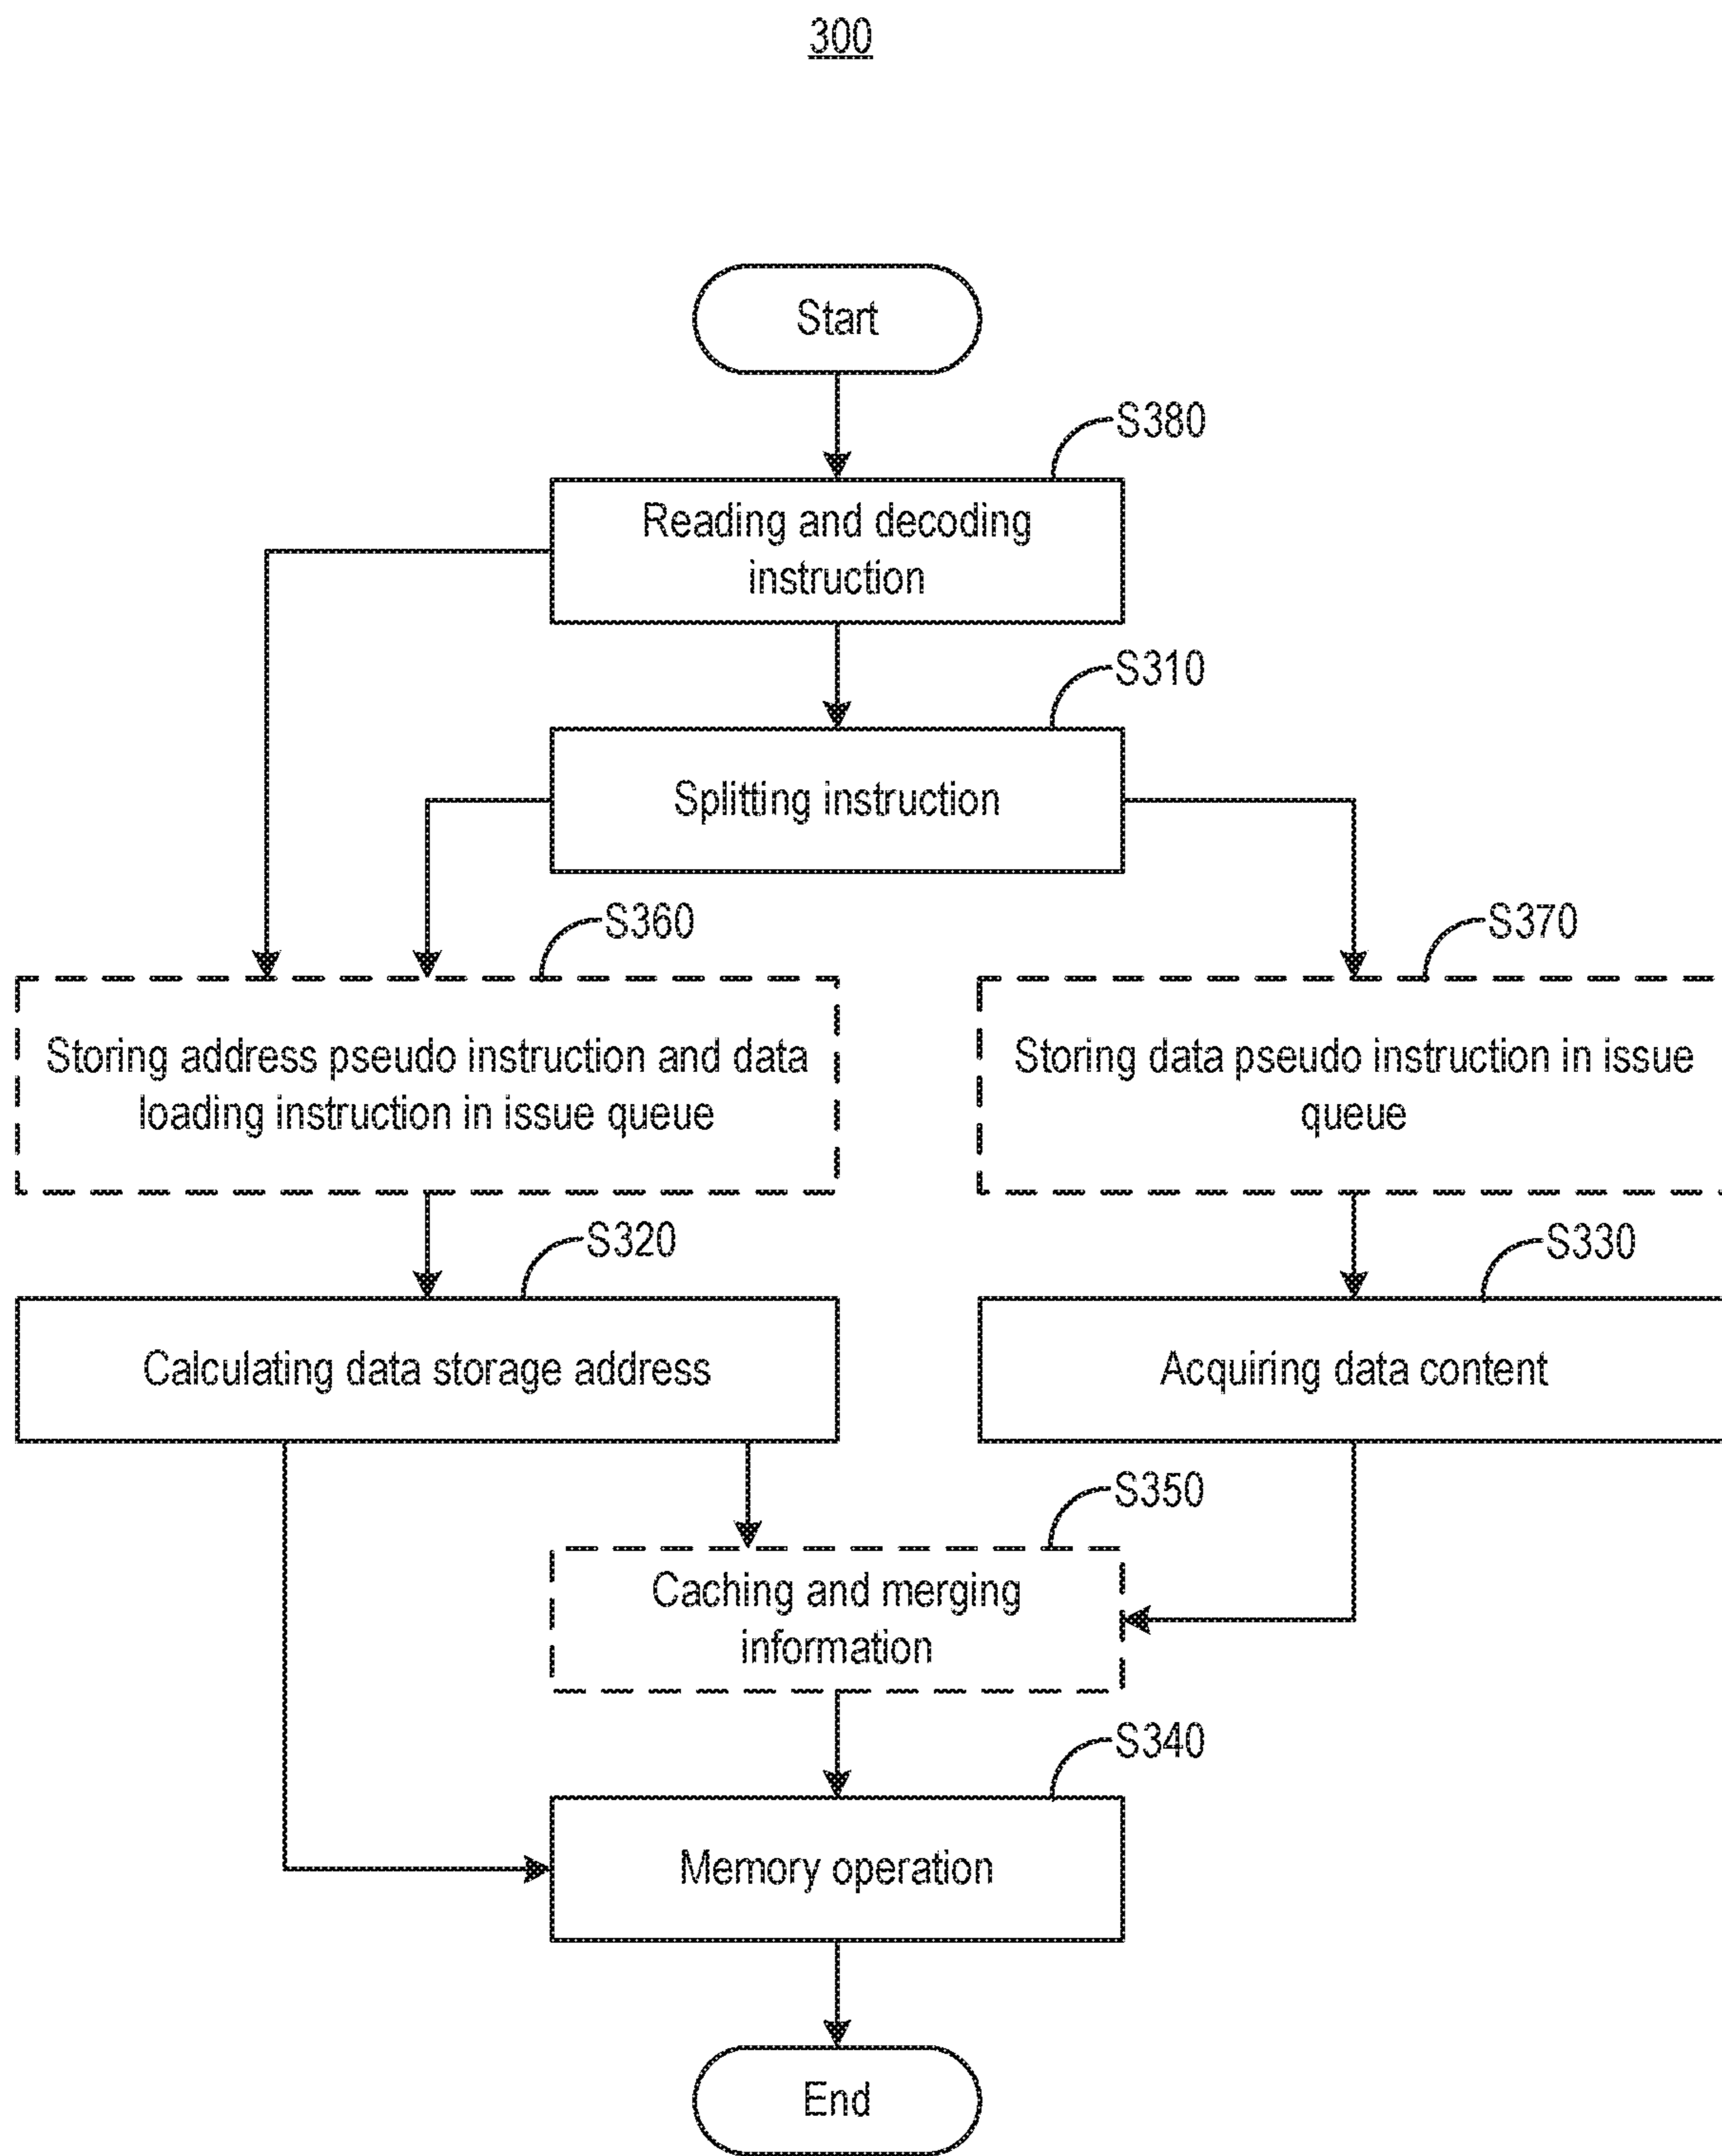 300
Start
S380
Reading and decoding
instruction
S310
Splitting instruction
S360
S370
Storing address pseudo instruction and data
loading instruction in issue queue
Storing data pseudo instruction in issue
queue
S320
S330
Calculating data storage address
Acquiring data content
S350
Caching and merging
information
S340
Memory operation
End